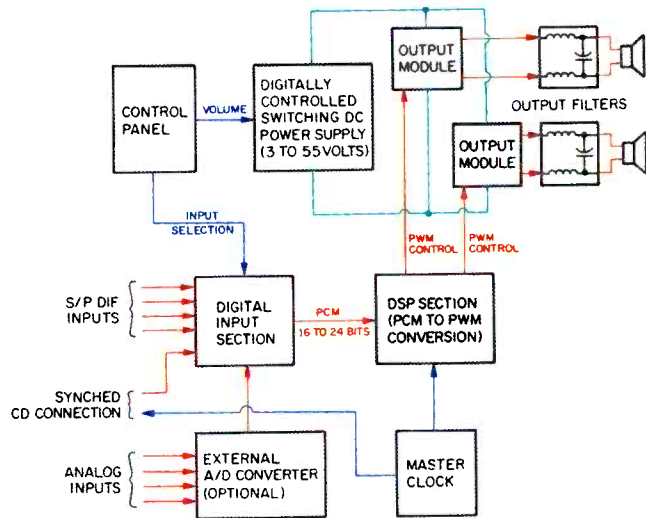 CONTROL
PANEL
VOLUME
DIGITALLY
CONTROLLED
SWITCHING DC
POWER SUPPLY
(3 TO 55 VOLTS)
OUTPUT
MODULE
OUTPUT FILTERS
OUTPUT
MODULE
INPUT
SELECTION
PWM
CONTROL
PWM
CONTROL
S/P DIF
INPUTS
DIGITAL
INPUT
SECTION
PCM
16 TO 24 BITS
DSP SECTION
(PCM TO PWM
CONVERSION)
SYNCHED
CD CONNECTION
ANALOG
INPUTS
EXTERNAL
A/D CONVERTER
(OPTIONAL)
MASTER
CLOCK